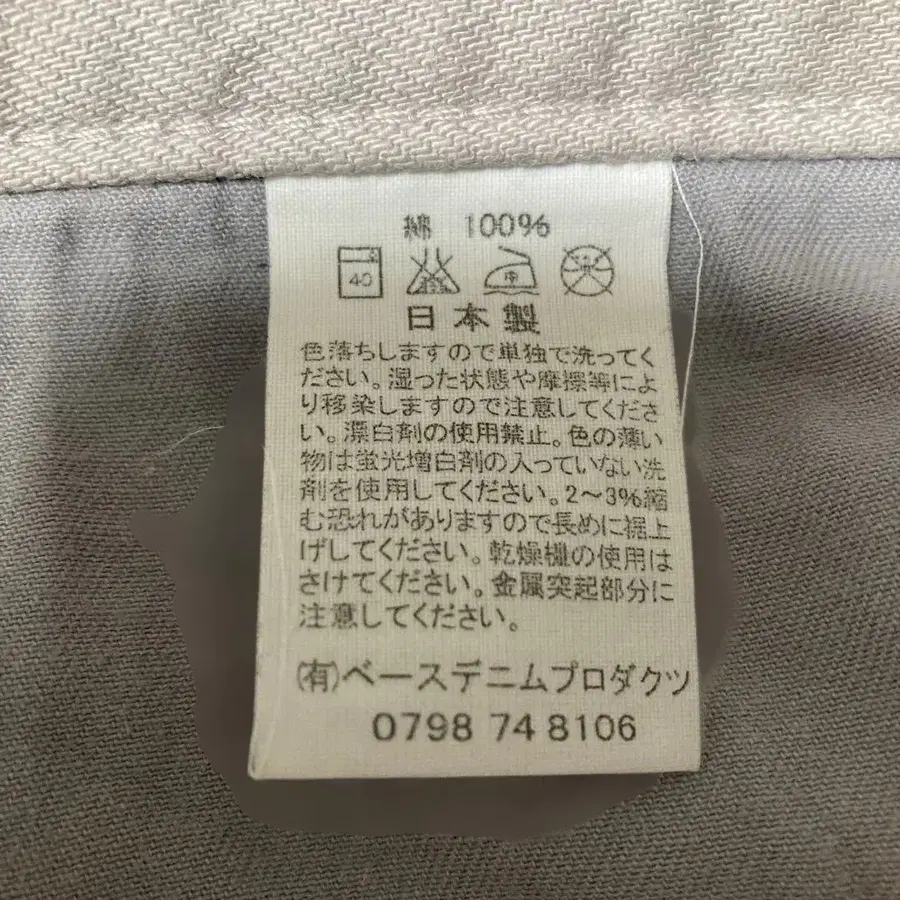 綿 100%
40
中
日本製
色落ちしますので単独で洗ってく
ださい。湿った状態や摩擦等によ
り移染しますので注意してくださ
い。漂白剤の使用禁止。色の薄い
物は蛍光増白剤の入っていない洗
剤を使用してください。2～3%縮
む恐れがありますので長めに裾上
げしてください。乾燥機の使用は
さけてください。金属突起部分に
注意してください。
(有)ベースデニムプロダクツ
0798 74 8106